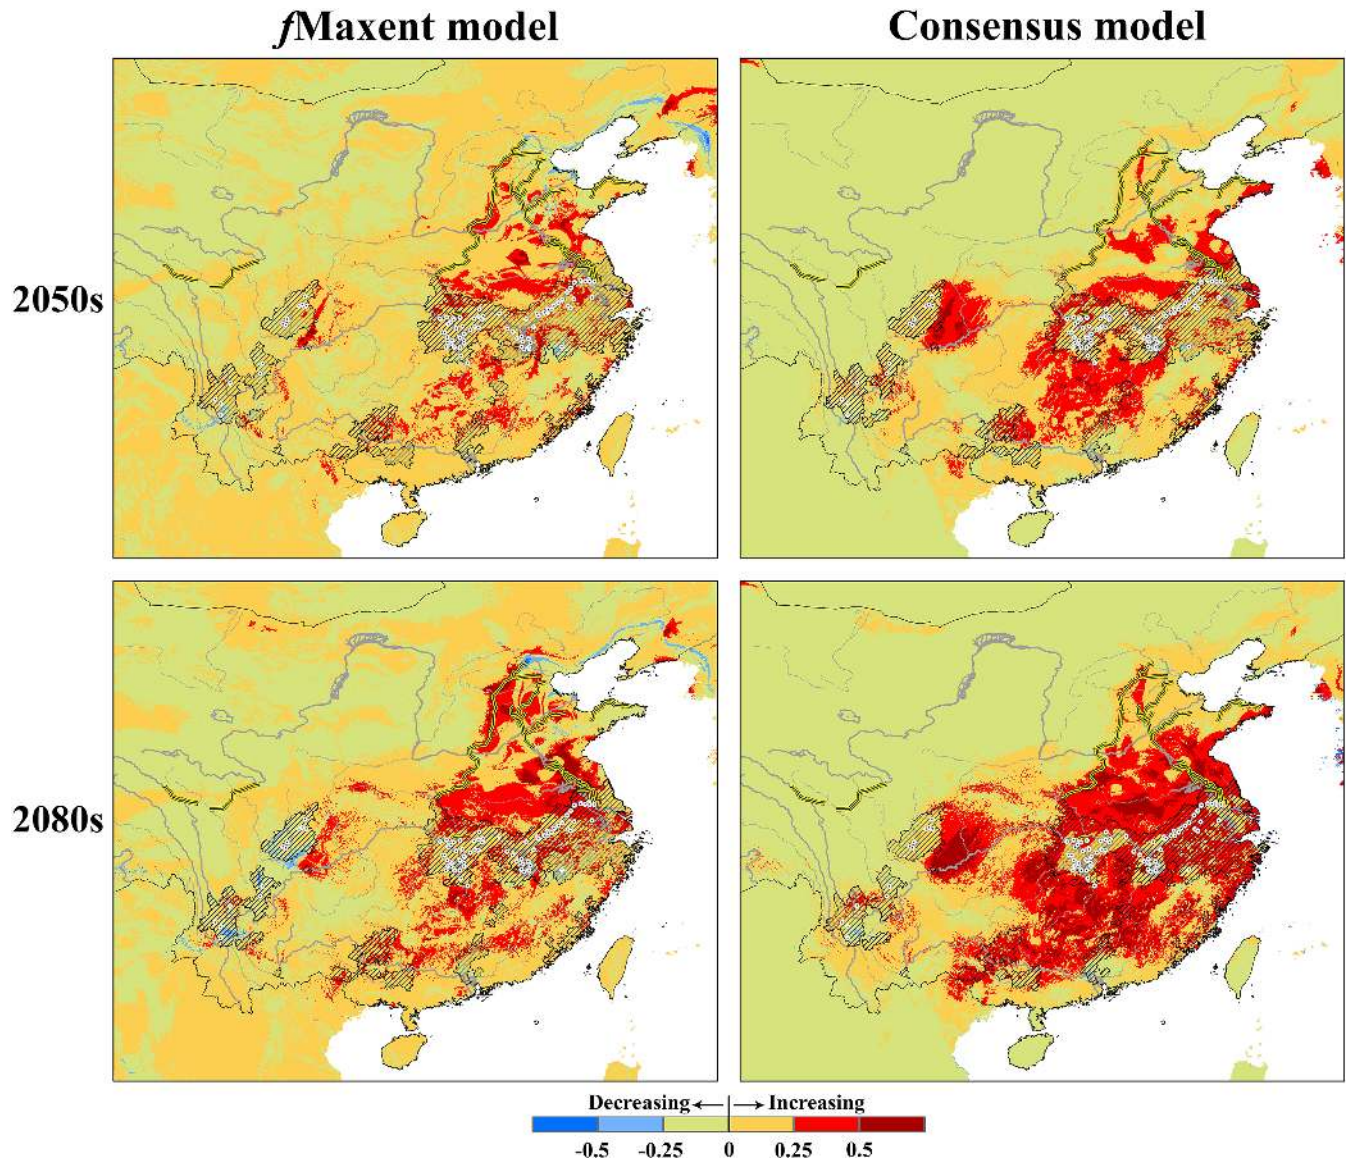 fMaxent model
Consensus model
2050s
2080s
Decreasing ← → Increasing
-0.5 -0.25 0 0.25 0.5